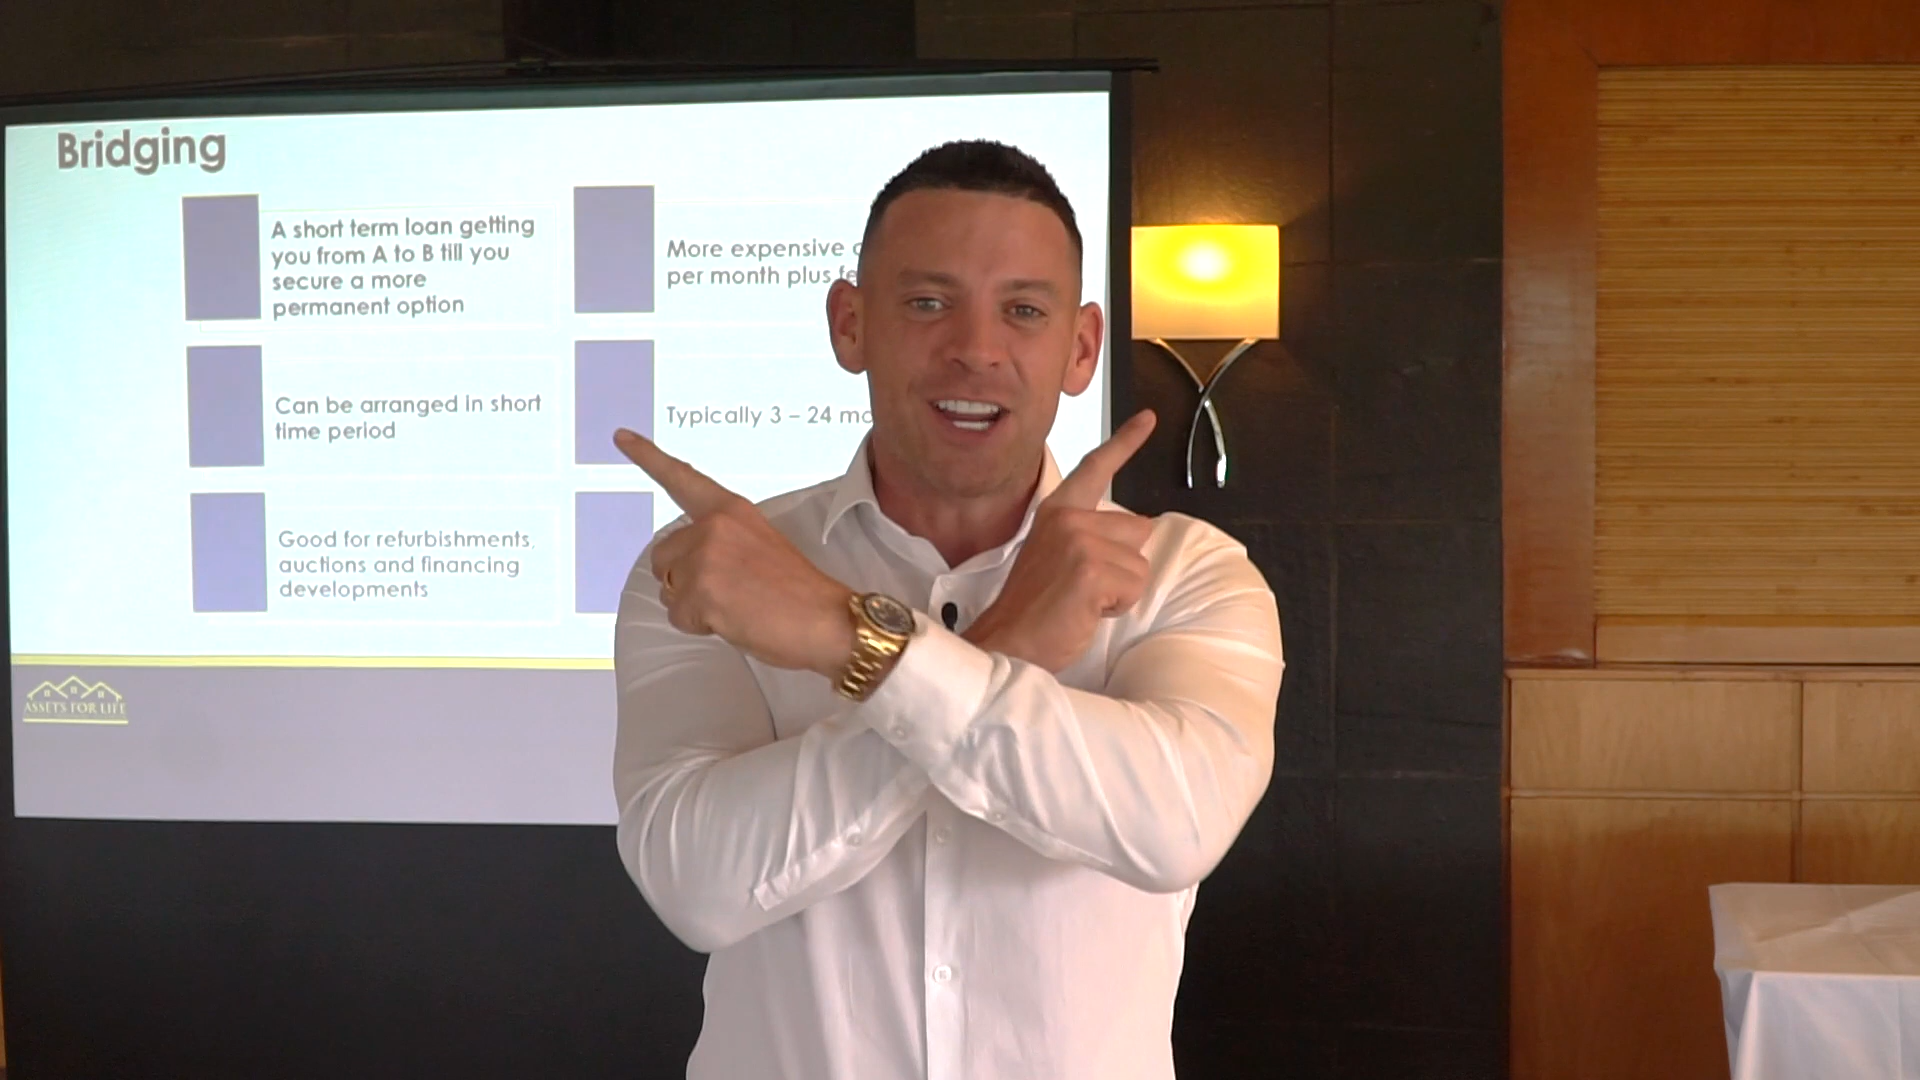 Bridging
A short term loan getting
you from A to B till you
secure a more
permanent option
More expensive
per month plus
Can be arranged in short
time period
Typically 3 – 24
Good for refurbishments,
auctions and financing
developments
ASSETS FOR LIFE